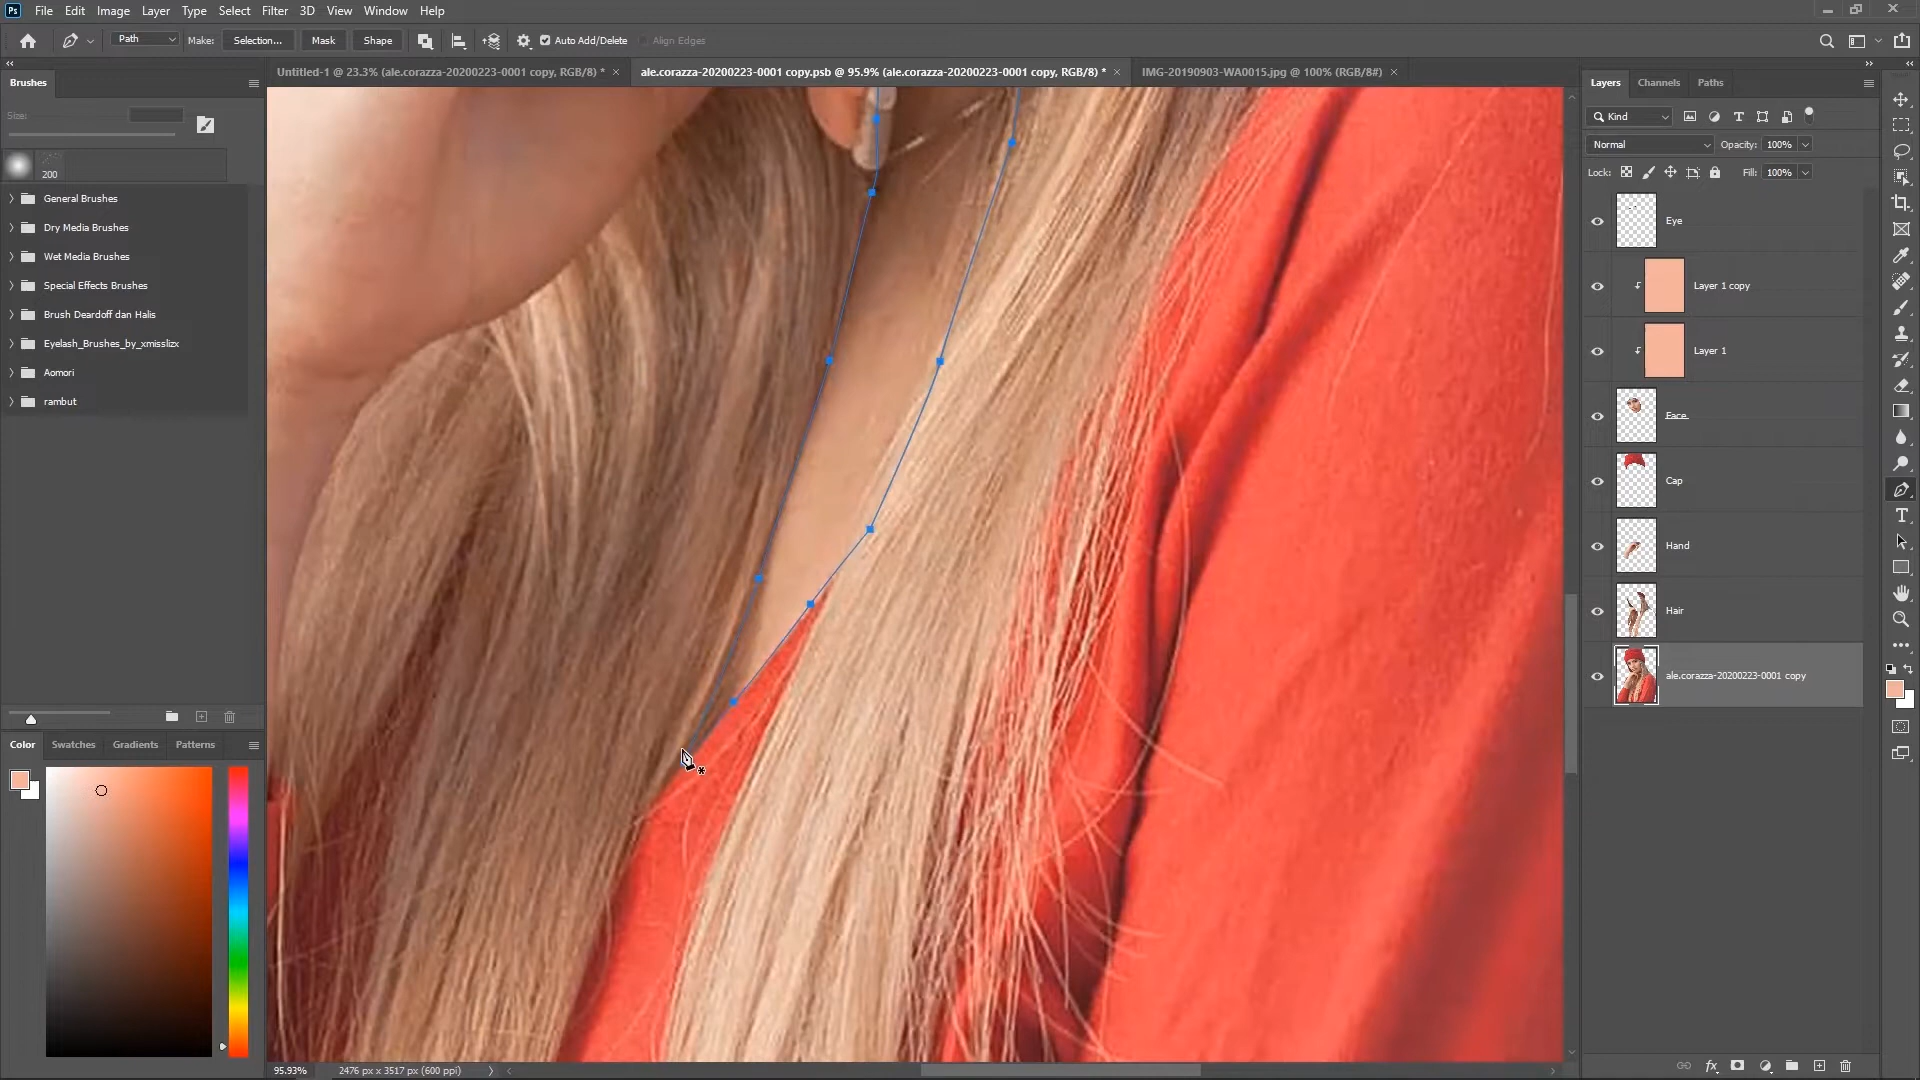 Ps File Edit Image Layer Type Select Filter 3D View Window Help
Path Make: Selection... Mask Shape Auto Add/Delete Align Edges
Untitled-1 @ 23.3% (ale.corazza-20200223-0001 copy, RGB/8) * × ale.corazza-20200223-0001 copy.psb @ 95.9% (ale.corazza-20200223-0001 copy, RGB/8) * × IMG-20190903-WA0015.jpg @ 100% (RGB/8#) ×
Brushes
Size:
200
General Brushes
Dry Media Brushes
Wet Media Brushes
Special Effects Brushes
Brush Deardoff dan Halis
Eyelash_Brushes_by_xmisslizx
Aomori
rambut
Color Swatches Gradients Patterns
95.93% 2476 px x 3517 px (600 ppi)
Layers Channels Paths
Kind
Normal Opacity: 100%
Lock: Fill: 100%
Eye
Layer 1 copy
Layer 1
Face
Cap
Hand
Hair
ale.corazza-20200223-0001 copy
fx